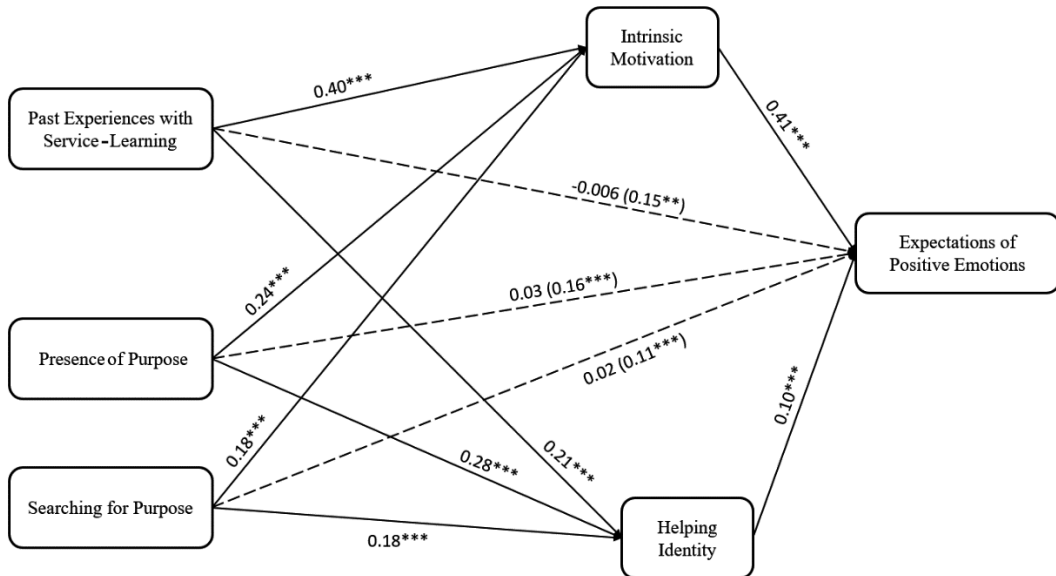 Intrinsic
Motivation
0.40***
Past Experiences with
Service-Learning
0.41***
-0.006 (0.15**)
Expectations of
Positive Emotions
0.24***
0.03 (0.16***)
Presence of Purpose
0.02 (0.11***)
0.10***
0.18***
0.28***
0.21***
Searching for Purpose
0.18***
Helping
Identity